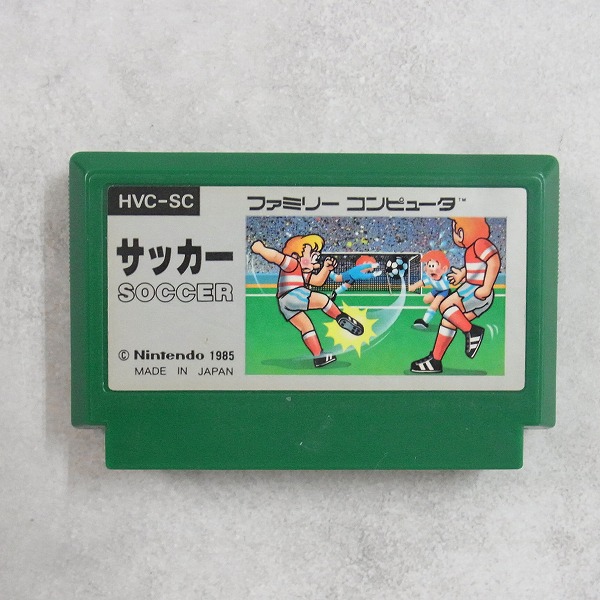 HVC-SC
ファミリー コンピュータ™
サッカー
SOCCER
© Nintendo 1985
MADE IN JAPAN